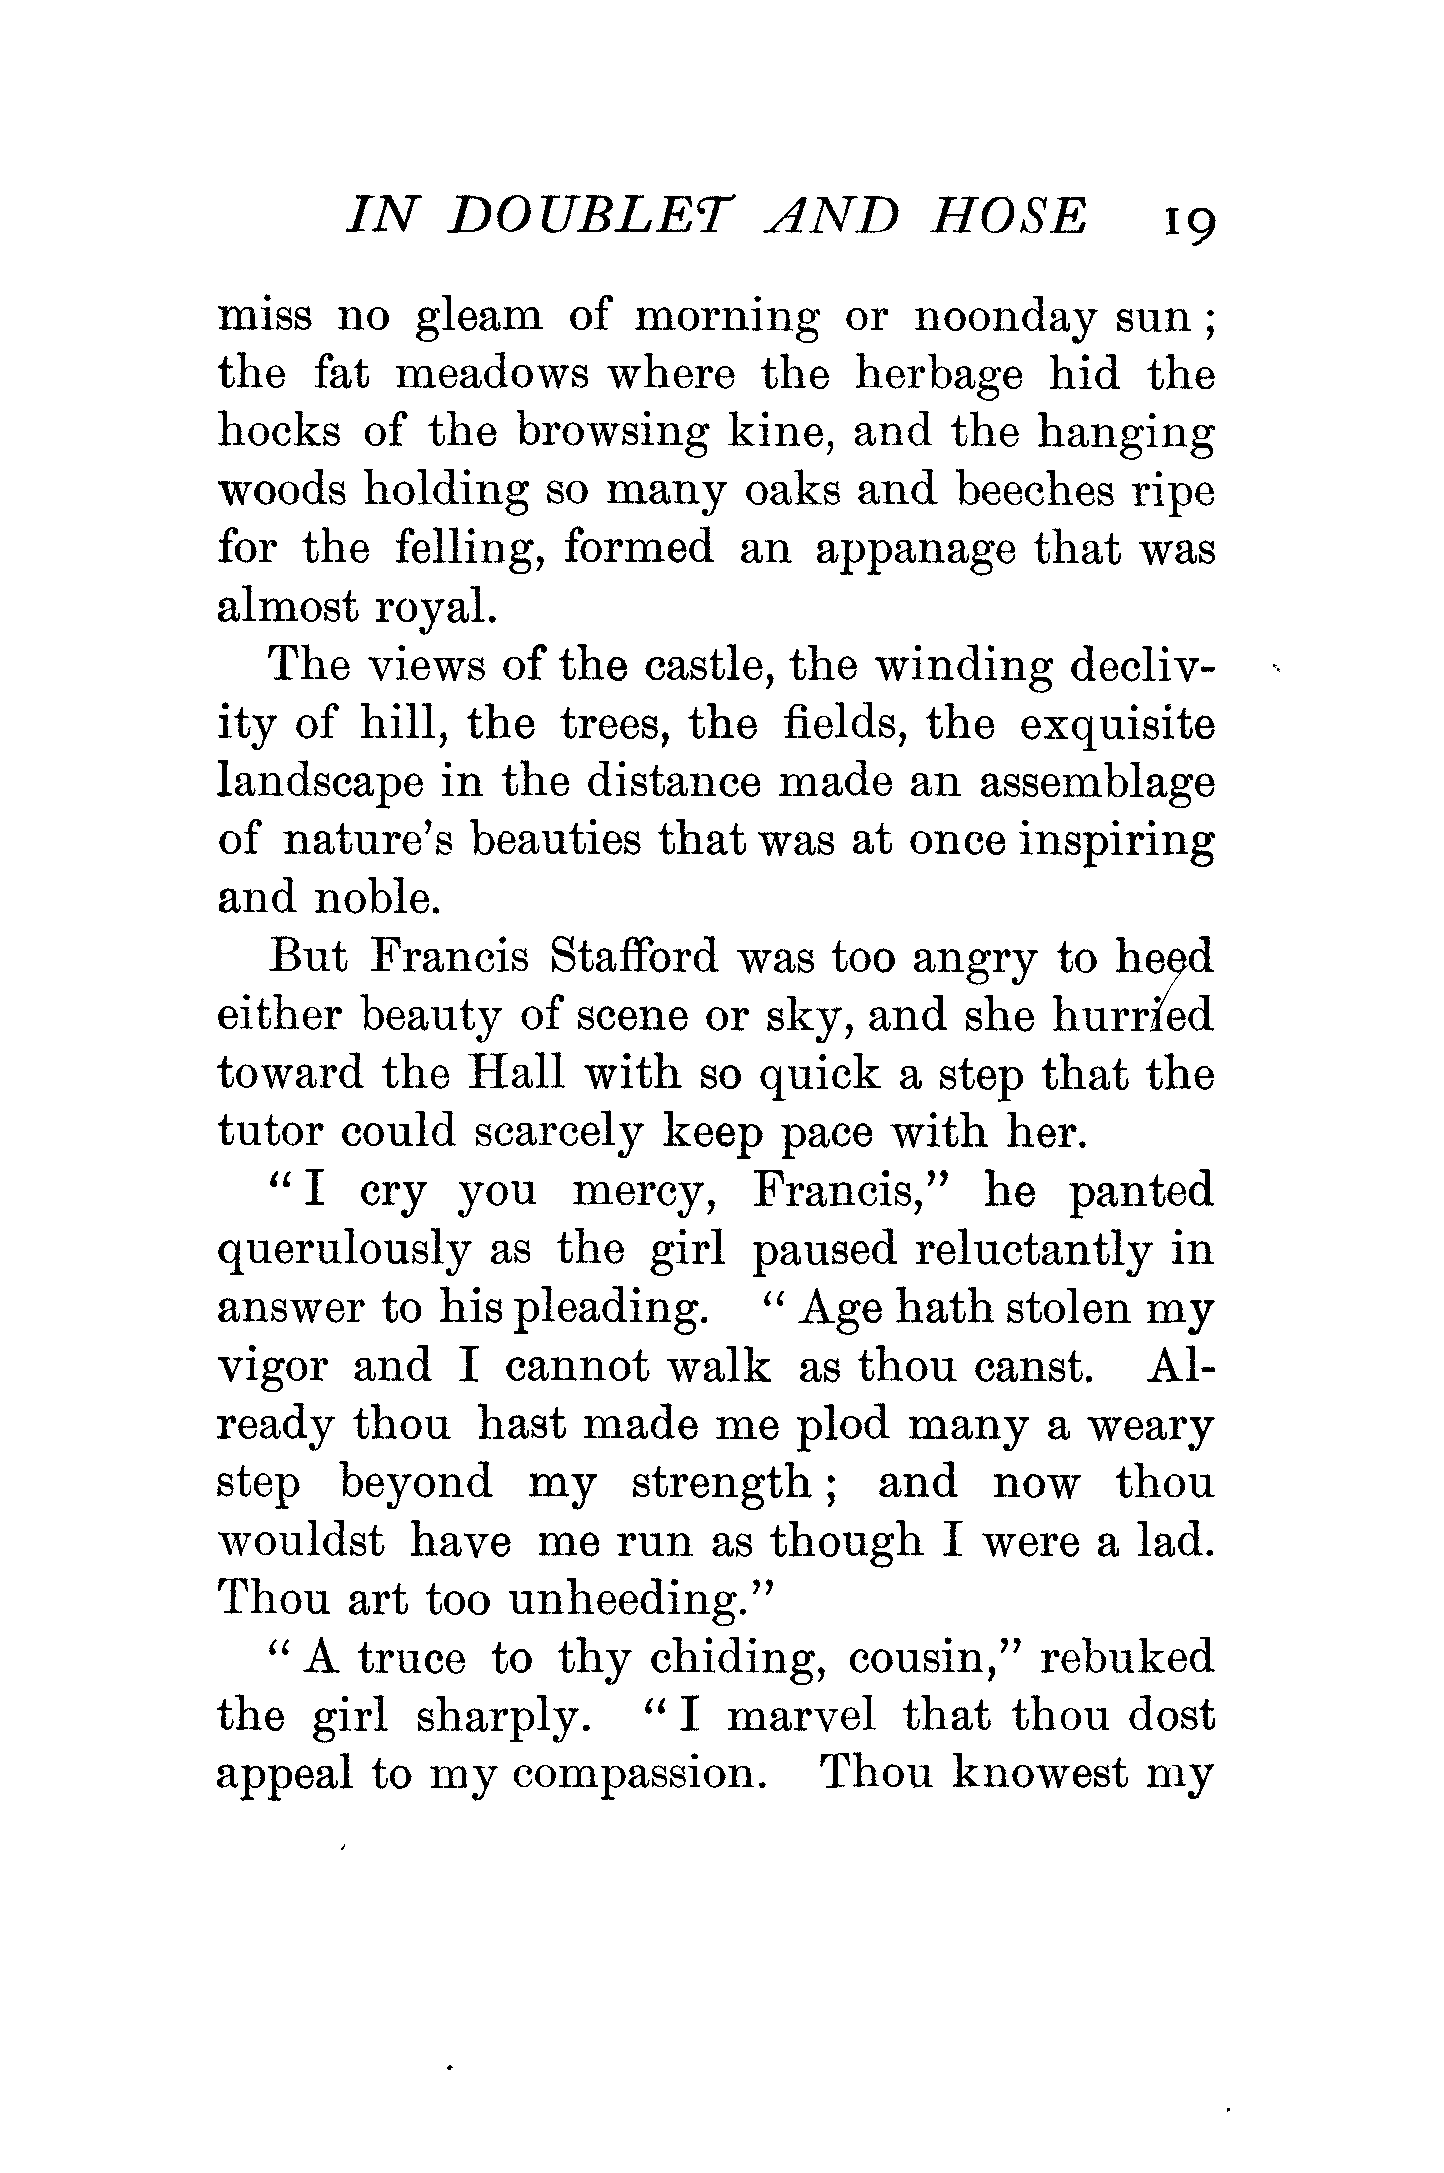 IN DOUBLET AND HOSE 19
miss no gleam of morning or noonday sun;
the fat meadows where the herbage hid the
hocks of the browsing kine, and the hanging
woods holding so many oaks and beeches ripe
for the felling, formed an appanage that was
almost royal.
The views of the castle, the winding decliv-
ity of hill, the trees, the fields, the exquisite
landscape in the distance made an assemblage
of nature's beauties that was at once inspiring
and noble.
But Francis Stafford was too angry to heed
either beauty of scene or sky, and she hurried
toward the Hall with so quick a step that the
tutor could scarcely keep pace with her.
"I cry you mercy, Francis," he panted
querulously as the girl paused reluctantly in
answer to his pleading. "Age hath stolen my
vigor and I cannot walk as thou canst. Al-
ready thou hast made me plod many a weary
step beyond my strength; and now thou
wouldst have me run as though I were a lad.
Thou art too unheeding."
"A truce to thy chiding, cousin," rebuked
the girl sharply. "I marvel that thou dost
appeal to my compassion. Thou knowest my